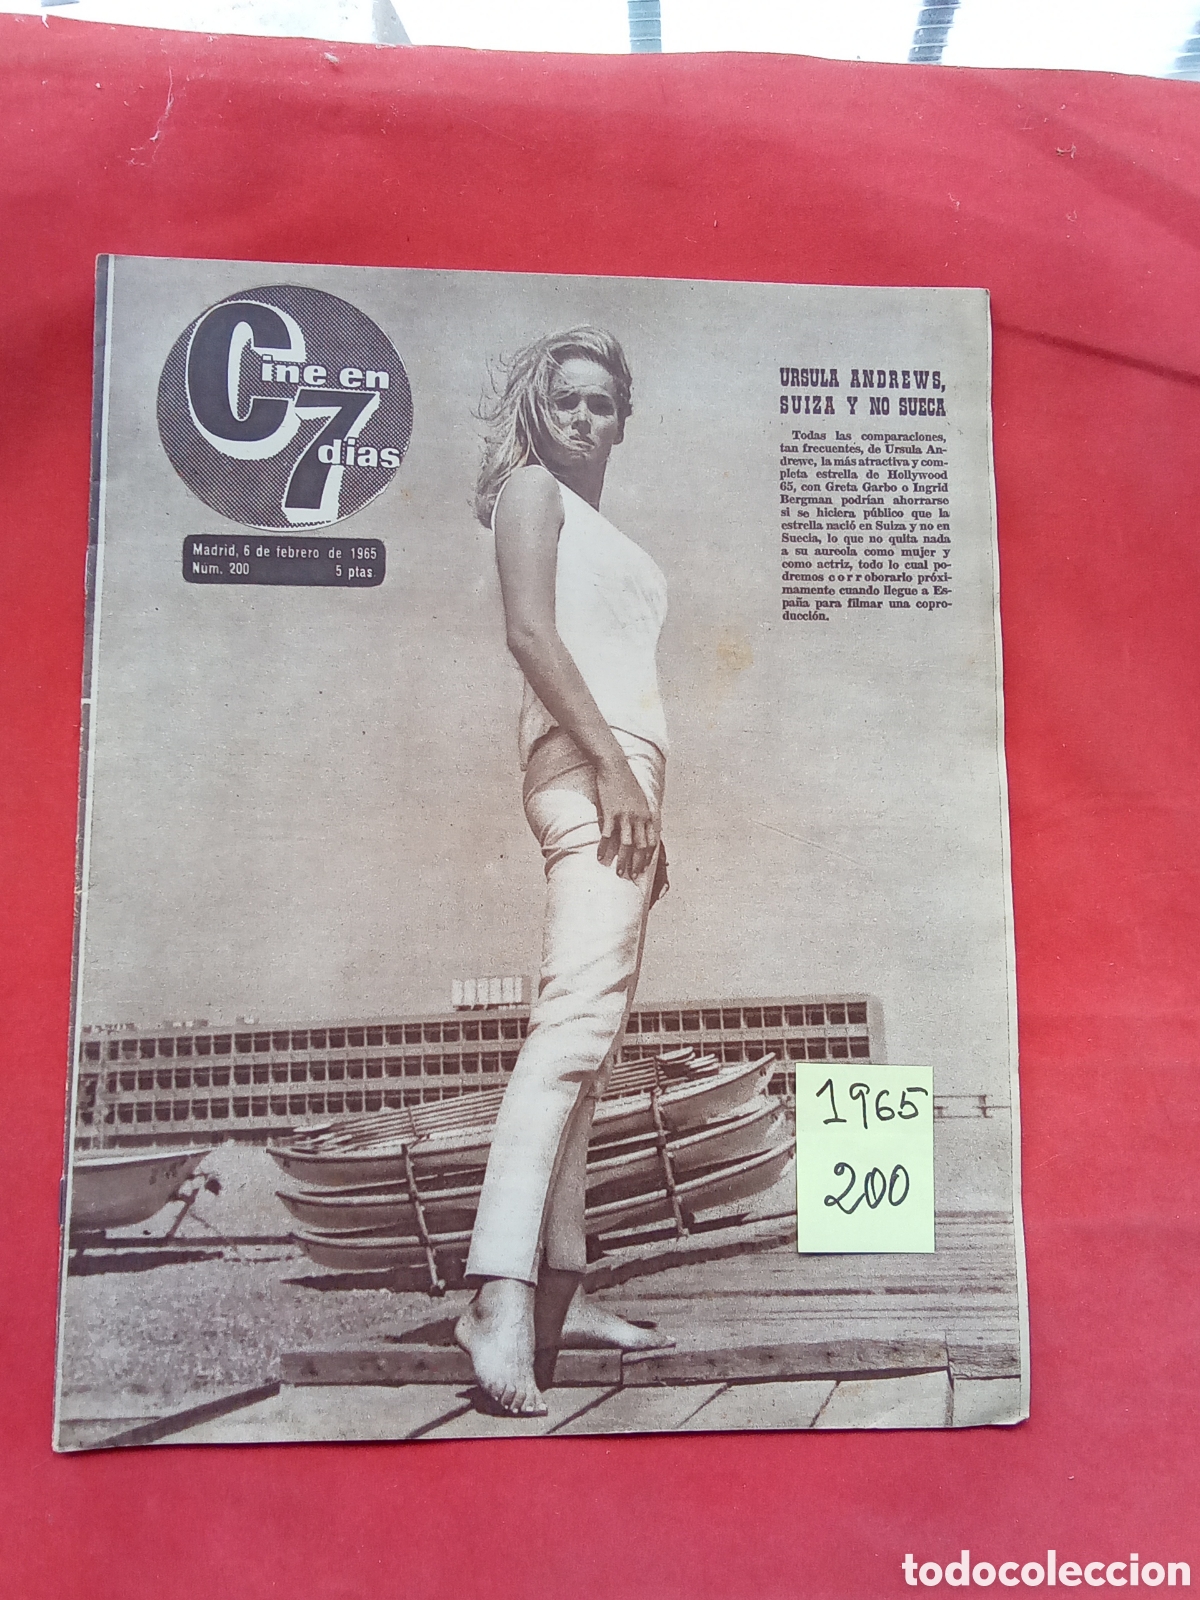 Cine en
7 días
Madrid, 6 de febrero de 1965
Núm. 200 5 ptas.
URSULA ANDREWS,
SUIZA Y NO SUECA
Todas las comparaciones,
tan frecuentes, de Ursula An-
drewe, la más atractiva y com-
pleta estrella de Hollywood
65, con Greta Garbo o Ingrid
Bergman podrían ahorrarse
si se hiciera público que la
estrella nació en Suiza y no en
Suecia, lo que no quita nada
a su aureola como mujer y
como actriz, todo lo cual po-
dremos corroborarlo próxi-
mamente cuando llegue a Es-
paña para filmar una copro-
ducción.
1965
200
todocoleccion